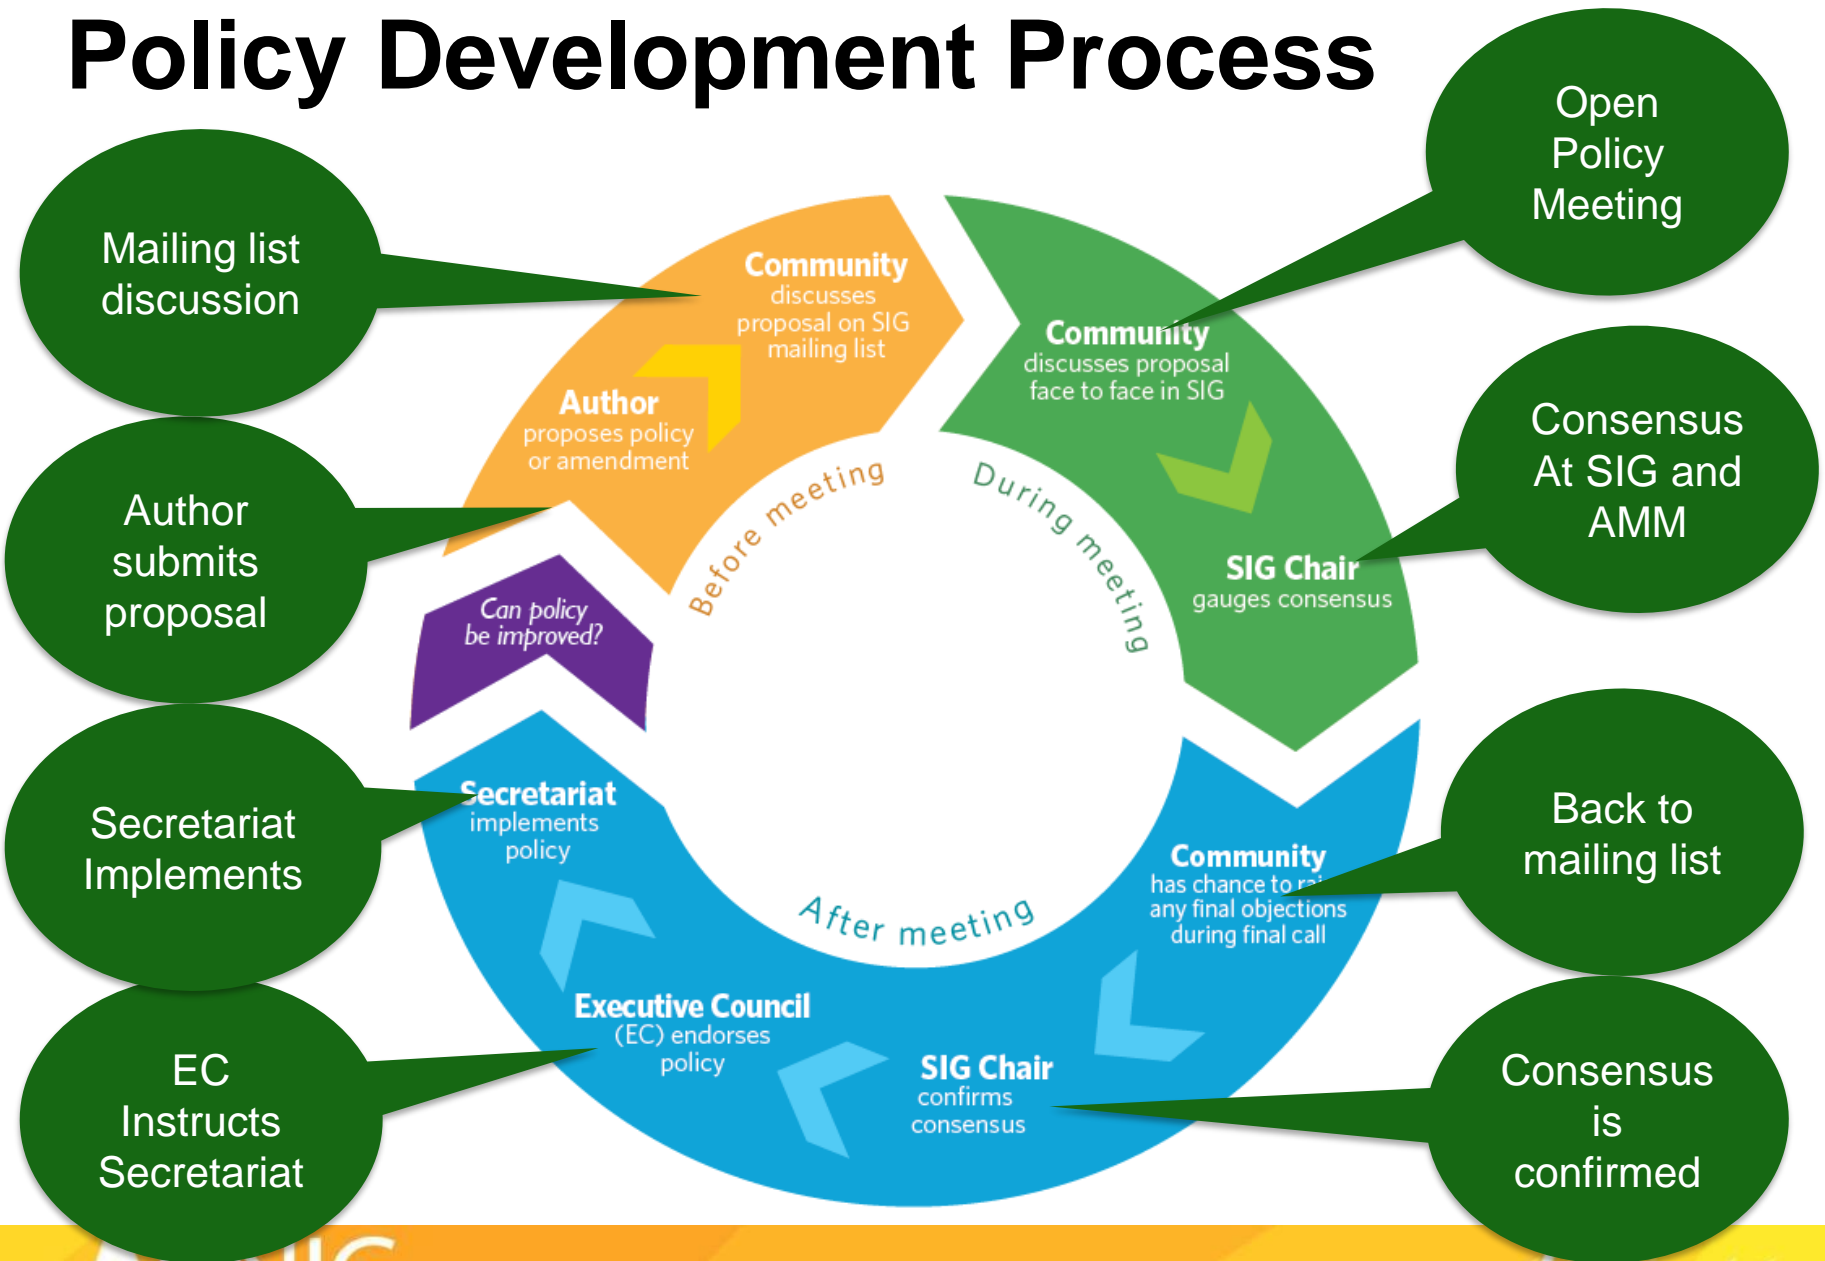 Policy Development Process
Open
Policy
Meeting
Mailing list
discussion
Community
discusses
proposal on SIG
mailing list
Community
discusses proposal
face to face in SIG
Author
proposes policy
or amendment
Consensus
At SIG and
AMM
Before meeting
During meeting
Author
submits
proposal
SIG Chair
gauges consensus
Can policy
be improved?
Secretariat
implements
policy
Secretariat
Implements
Back to
mailing list
Community
has chance to
any final objections
during final call
After meeting
Executive Council
(EC) endorses
policy
SIG Chair
confirms
consensus
EC
Instructs
Secretariat
Consensus
is
confirmed